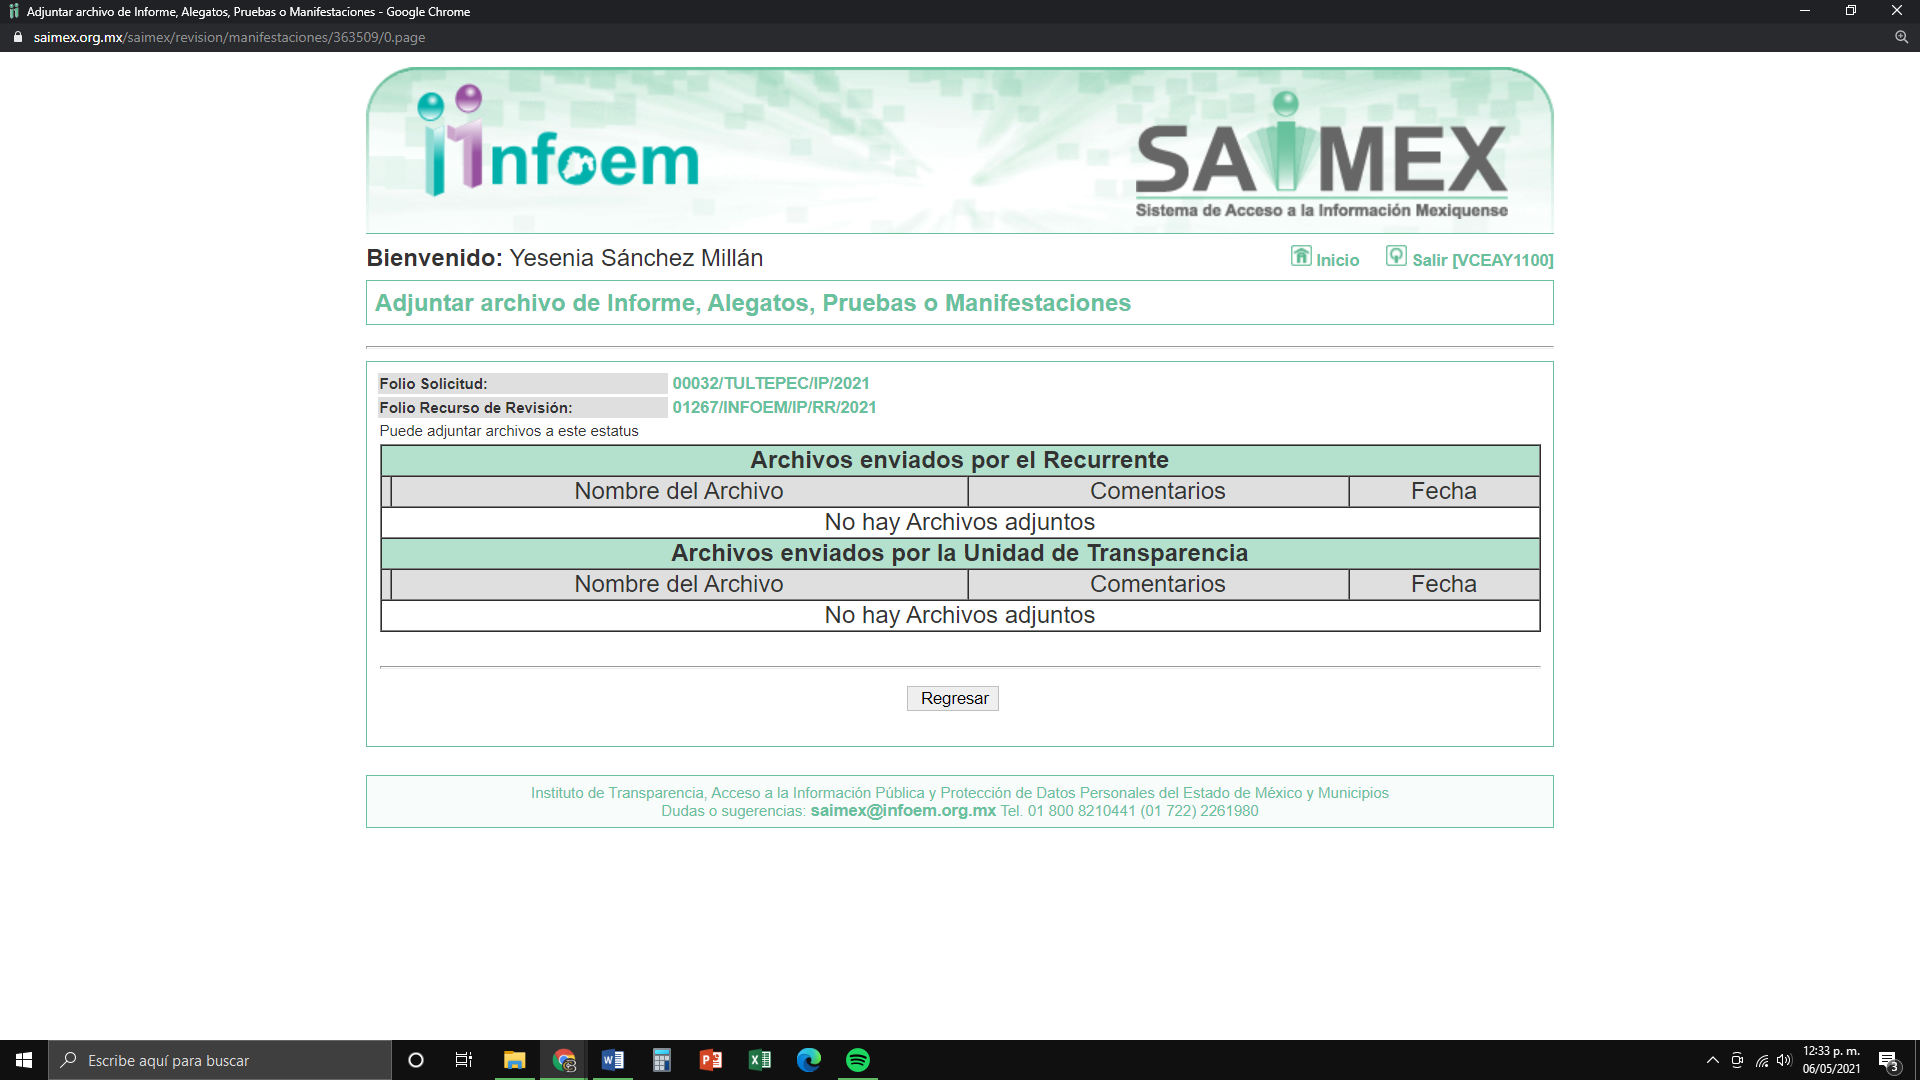 Adjuntar archivo de Informe, Alegatos, Pruebas o Manifestaciones - Google Chrome
saimex.org.mx/saimex/revision/manifestaciones/363509/0.page
infoem
SAIMEX
Sistema de Acceso a la Información Mexiquense
Bienvenido: Yesenia Sánchez Millán
Inicio
Salir [VCEAY1100]
Adjuntar archivo de Informe, Alegatos, Pruebas o Manifestaciones
Folio Solicitud: 00032/TULTEPEC/IP/2021
Folio Recurso de Revisión: 01267/INFOEM/IP/RR/2021
Puede adjuntar archivos a este estatus
Archivos enviados por el Recurrente
Nombre del Archivo Comentarios Fecha
No hay Archivos adjuntos
Archivos enviados por la Unidad de Transparencia
Nombre del Archivo Comentarios Fecha
No hay Archivos adjuntos
Regresar
Instituto de Transparencia, Acceso a la Información Pública y Protección de Datos Personales del Estado de México y Municipios
Dudas o sugerencias: saimex@infoem.org.mx Tel. 01 800 8210441 (01 722) 2261980
Escribe aquí para buscar
12:33 p. m.
06/05/2021
3